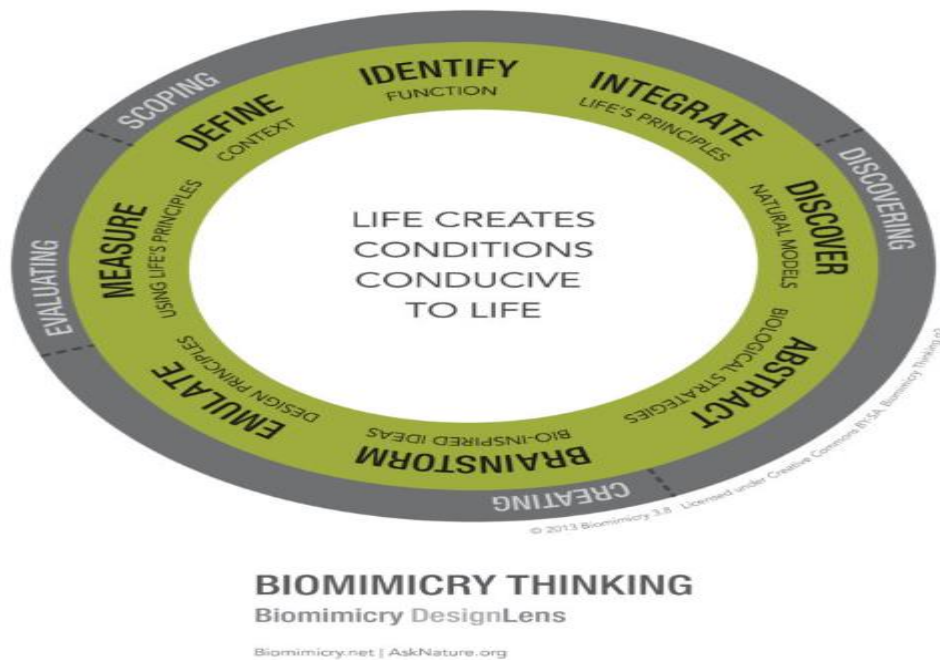 SCOPING
DEFINE
CONTEXT
IDENTIFY
FUNCTION
INTEGRATE
LIFE'S PRINCIPLES
DISCOVERING
DISCOVER
NATURAL MODELS
ABSTRACT
BIOLOGICAL STRATEGIES
CREATING
BRAINSTORM
BIO-INSPIRED IDEAS
EMULATE
DESIGN PRINCIPLES
EVALUATING
MEASURE
USING LIFE'S PRINCIPLES
LIFE CREATES
CONDITIONS
CONDUCIVE
TO LIFE
© 2013 Biomimicry 3.8 Licensed under Creative Commons BY-SA, Biomimicry Thinking
BIOMIMICRY THINKING
Biomimicry DesignLens
Biomimicry.net | AskNature.org